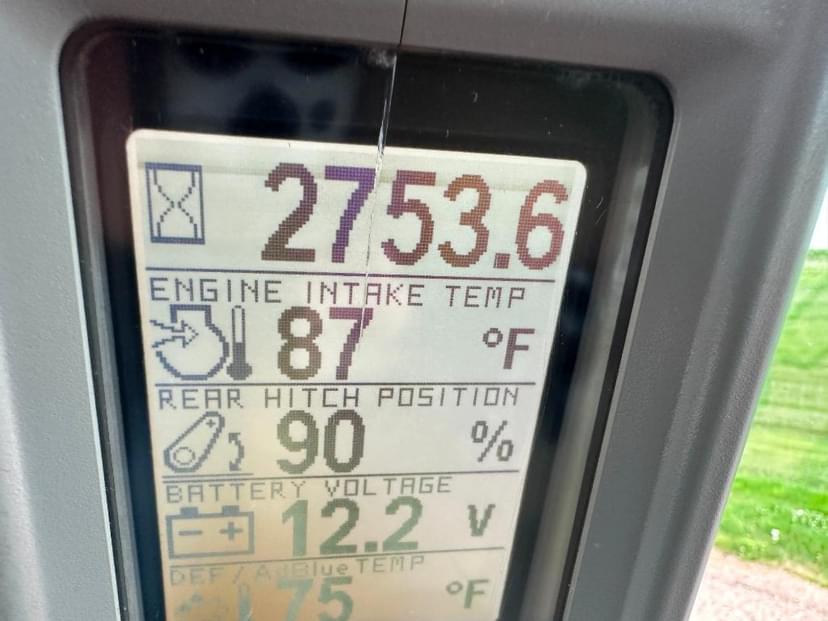 2753.6
ENGINE INTAKE TEMP
87 °F
REAR HITCH POSITION
90 %
BATTERY VOLTAGE
12.2 V
DEF/AdBlue TEMP
75 °F